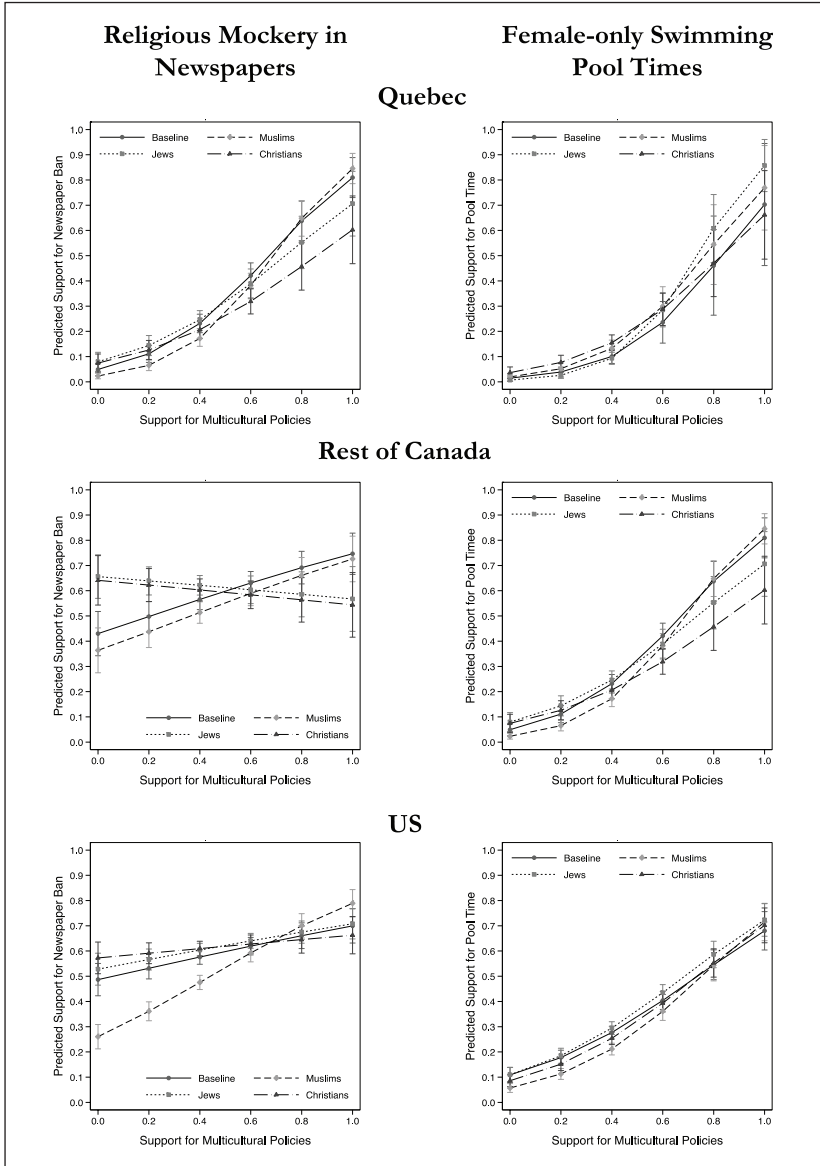 Religious Mockery in
Newspapers
Female-only Swimming
Pool Times
Quebec
Predicted Support for Newspaper Ban
1.0
0.9
0.8
0.7
0.6
0.5
0.4
0.3
0.2
0.1
0.0
Baseline Muslims
Jews Christians
0.0 0.2 0.4 0.6 0.8 1.0
Support for Multicultural Policies
Predicted Support for Pool Time
1.0
0.9
0.8
0.7
0.6
0.5
0.4
0.3
0.2
0.1
0.0
Baseline Muslims
Jews Christians
0.0 0.2 0.4 0.6 0.8 1.0
Support for Multicultural Policies
Rest of Canada
Predicted Support for Newspaper Ban
1.0
0.9
0.8
0.7
0.6
0.5
0.4
0.3
0.2
0.1
0.0
Baseline Muslims
Jews Christians
0.0 0.2 0.4 0.6 0.8 1.0
Support for Multicultural Policies
Predicted Support for Pool Timee
1.0
0.9
0.8
0.7
0.6
0.5
0.4
0.3
0.2
0.1
0.0
Baseline Muslims
Jews Christians
0.0 0.2 0.4 0.6 0.8 1.0
Support for Multicultural Policies
US
Predicted Support for Newspaper Ban
1.0
0.9
0.8
0.7
0.6
0.5
0.4
0.3
0.2
0.1
0.0
Baseline Muslims
Jews Christians
0.0 0.2 0.4 0.6 0.8 1.0
Support for Multicultural Policies
Predicted Support for Pool Time
1.0
0.9
0.8
0.7
0.6
0.5
0.4
0.3
0.2
0.1
0.0
Baseline Muslims
Jews Christians
0.0 0.2 0.4 0.6 0.8 1.0
Support for Multicultural Policies